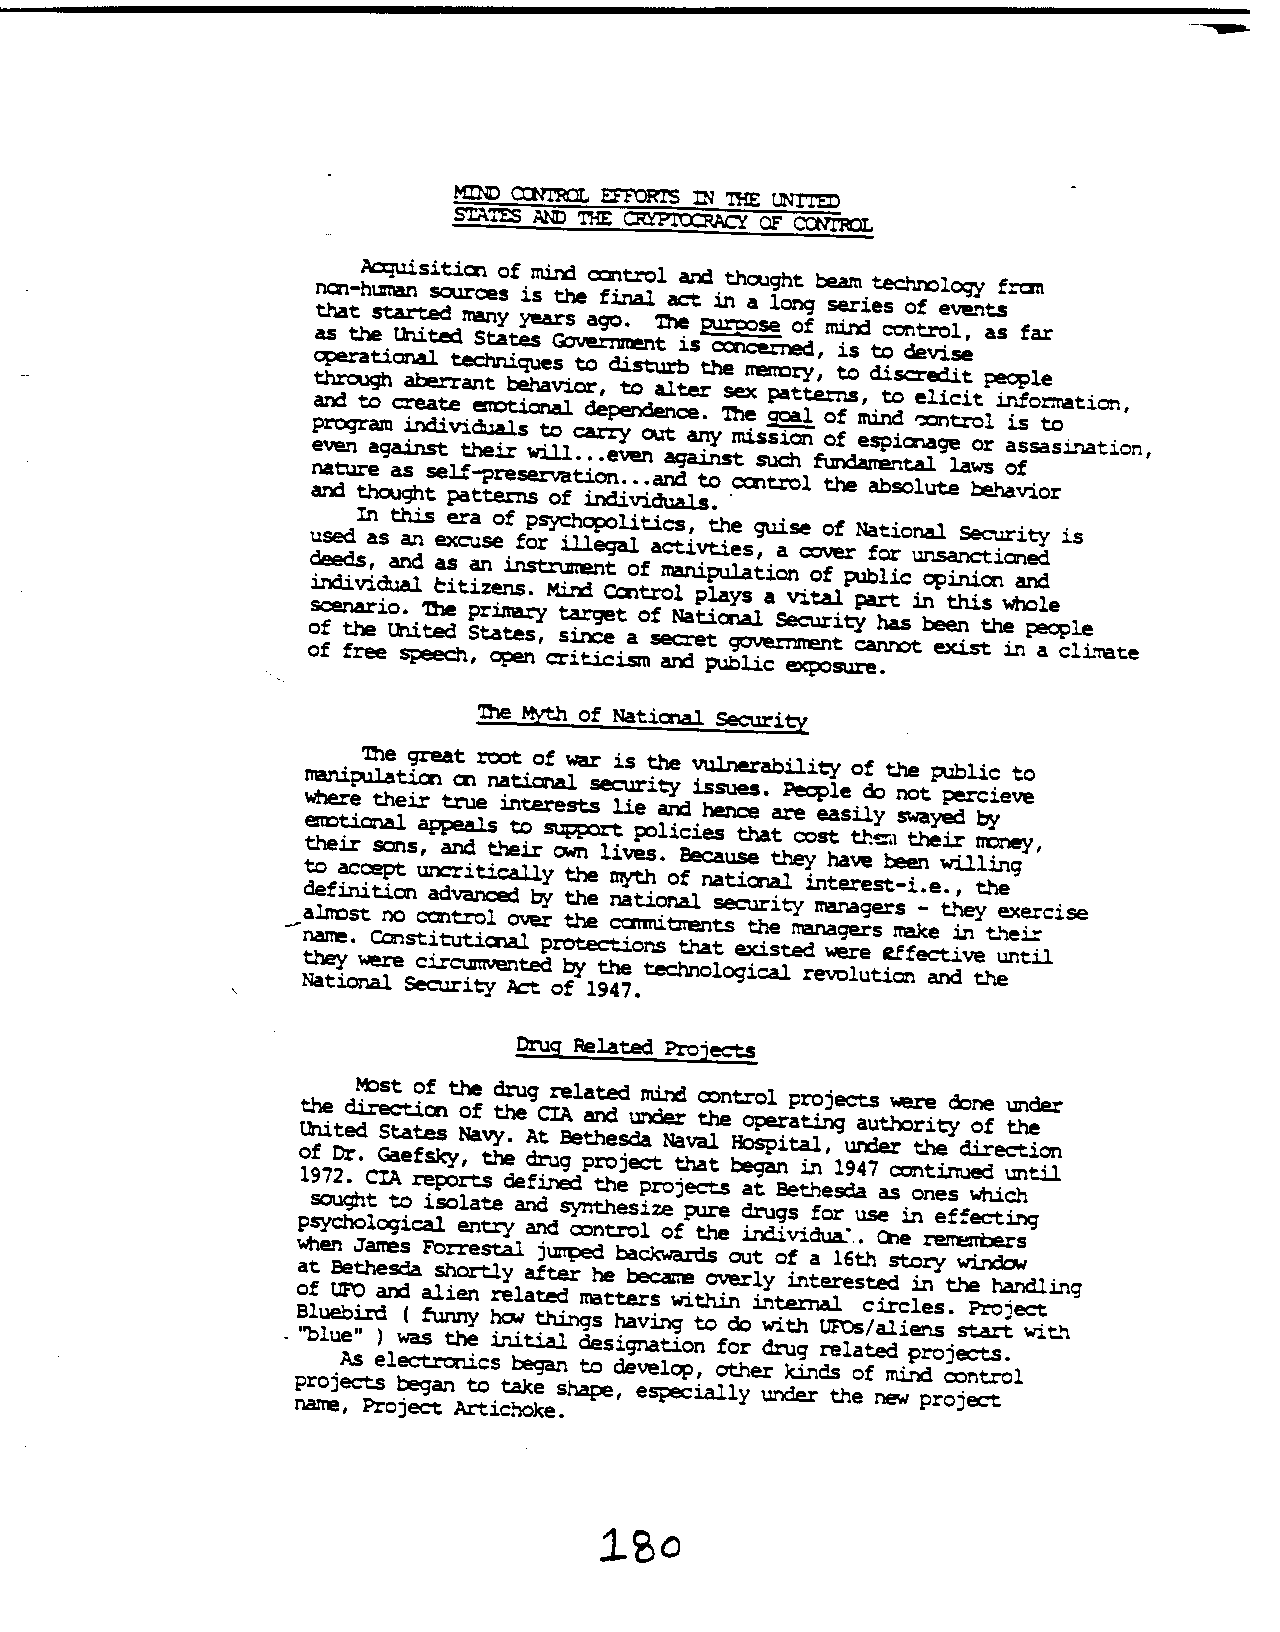 MIND CONTROL EFFORTS IN THE UNITED
STATES AND THE CRYPTOCRACY OF CONTROL
Acquisition of mind control and thought beam technology from
non-human sources is the final act in a long series of events
that started many years ago. The purpose of mind control, as far
as the United States Government is concerned, is to devise
operational techniques to disturb the memory, to discredit people
through aberrant behavior, to alter sex patterns, to elicit information,
and to create emotional dependence. The goal of mind control is to
program individuals to carry out any mission of espionage or assasination,
even against their will...even against such fundamental laws of
nature as self-preservation...and to control the absolute behavior
and thought patterns of individuals.
In this era of psychopolitics, the guise of National Security is
used as an excuse for illegal activties, a cover for unsanctioned
deeds, and as an instrument of manipulation of public opinion and
individual citizens. Mind Control plays a vital part in this whole
scenario. The primary target of National Security has been the people
of the United States, since a secret government cannot exist in a climate
of free speech, open criticism and public exposure.
The Myth of National Security
The great root of war is the vulnerability of the public to
manipulation on national security issues. People do not percieve
where their true interests lie and hence are easily swayed by
emotional appeals to support policies that cost them their money,
their sons, and their own lives. Because they have been willing
to accept uncritically the myth of national interest-i.e., the
definition advanced by the national security managers - they exercise
almost no control over the commitments the managers make in their
name. Constitutional protections that existed were effective until
they were circumvented by the technological revolution and the
National Security Act of 1947.
Drug Related Projects
Most of the drug related mind control projects were done under
the direction of the CIA and under the operating authority of the
United States Navy. At Bethesda Naval Hospital, under the direction
of Dr. Gaefsky, the drug project that began in 1947 continued until
1972. CIA reports defined the projects at Bethesda as ones which
sought to isolate and synthesize pure drugs for use in effecting
psychological entry and control of the individual. One remembers
when James Forrestal jumped backwards out of a 16th story window
at Bethesda shortly after he became overly interested in the handling
of UFO and alien related matters within internal circles. Project
Bluebird ( funny how things having to do with UFOs/aliens start with
"blue" ) was the initial designation for drug related projects.
As electronics began to develop, other kinds of mind control
projects began to take shape, especially under the new project
name, Project Artichoke.
180